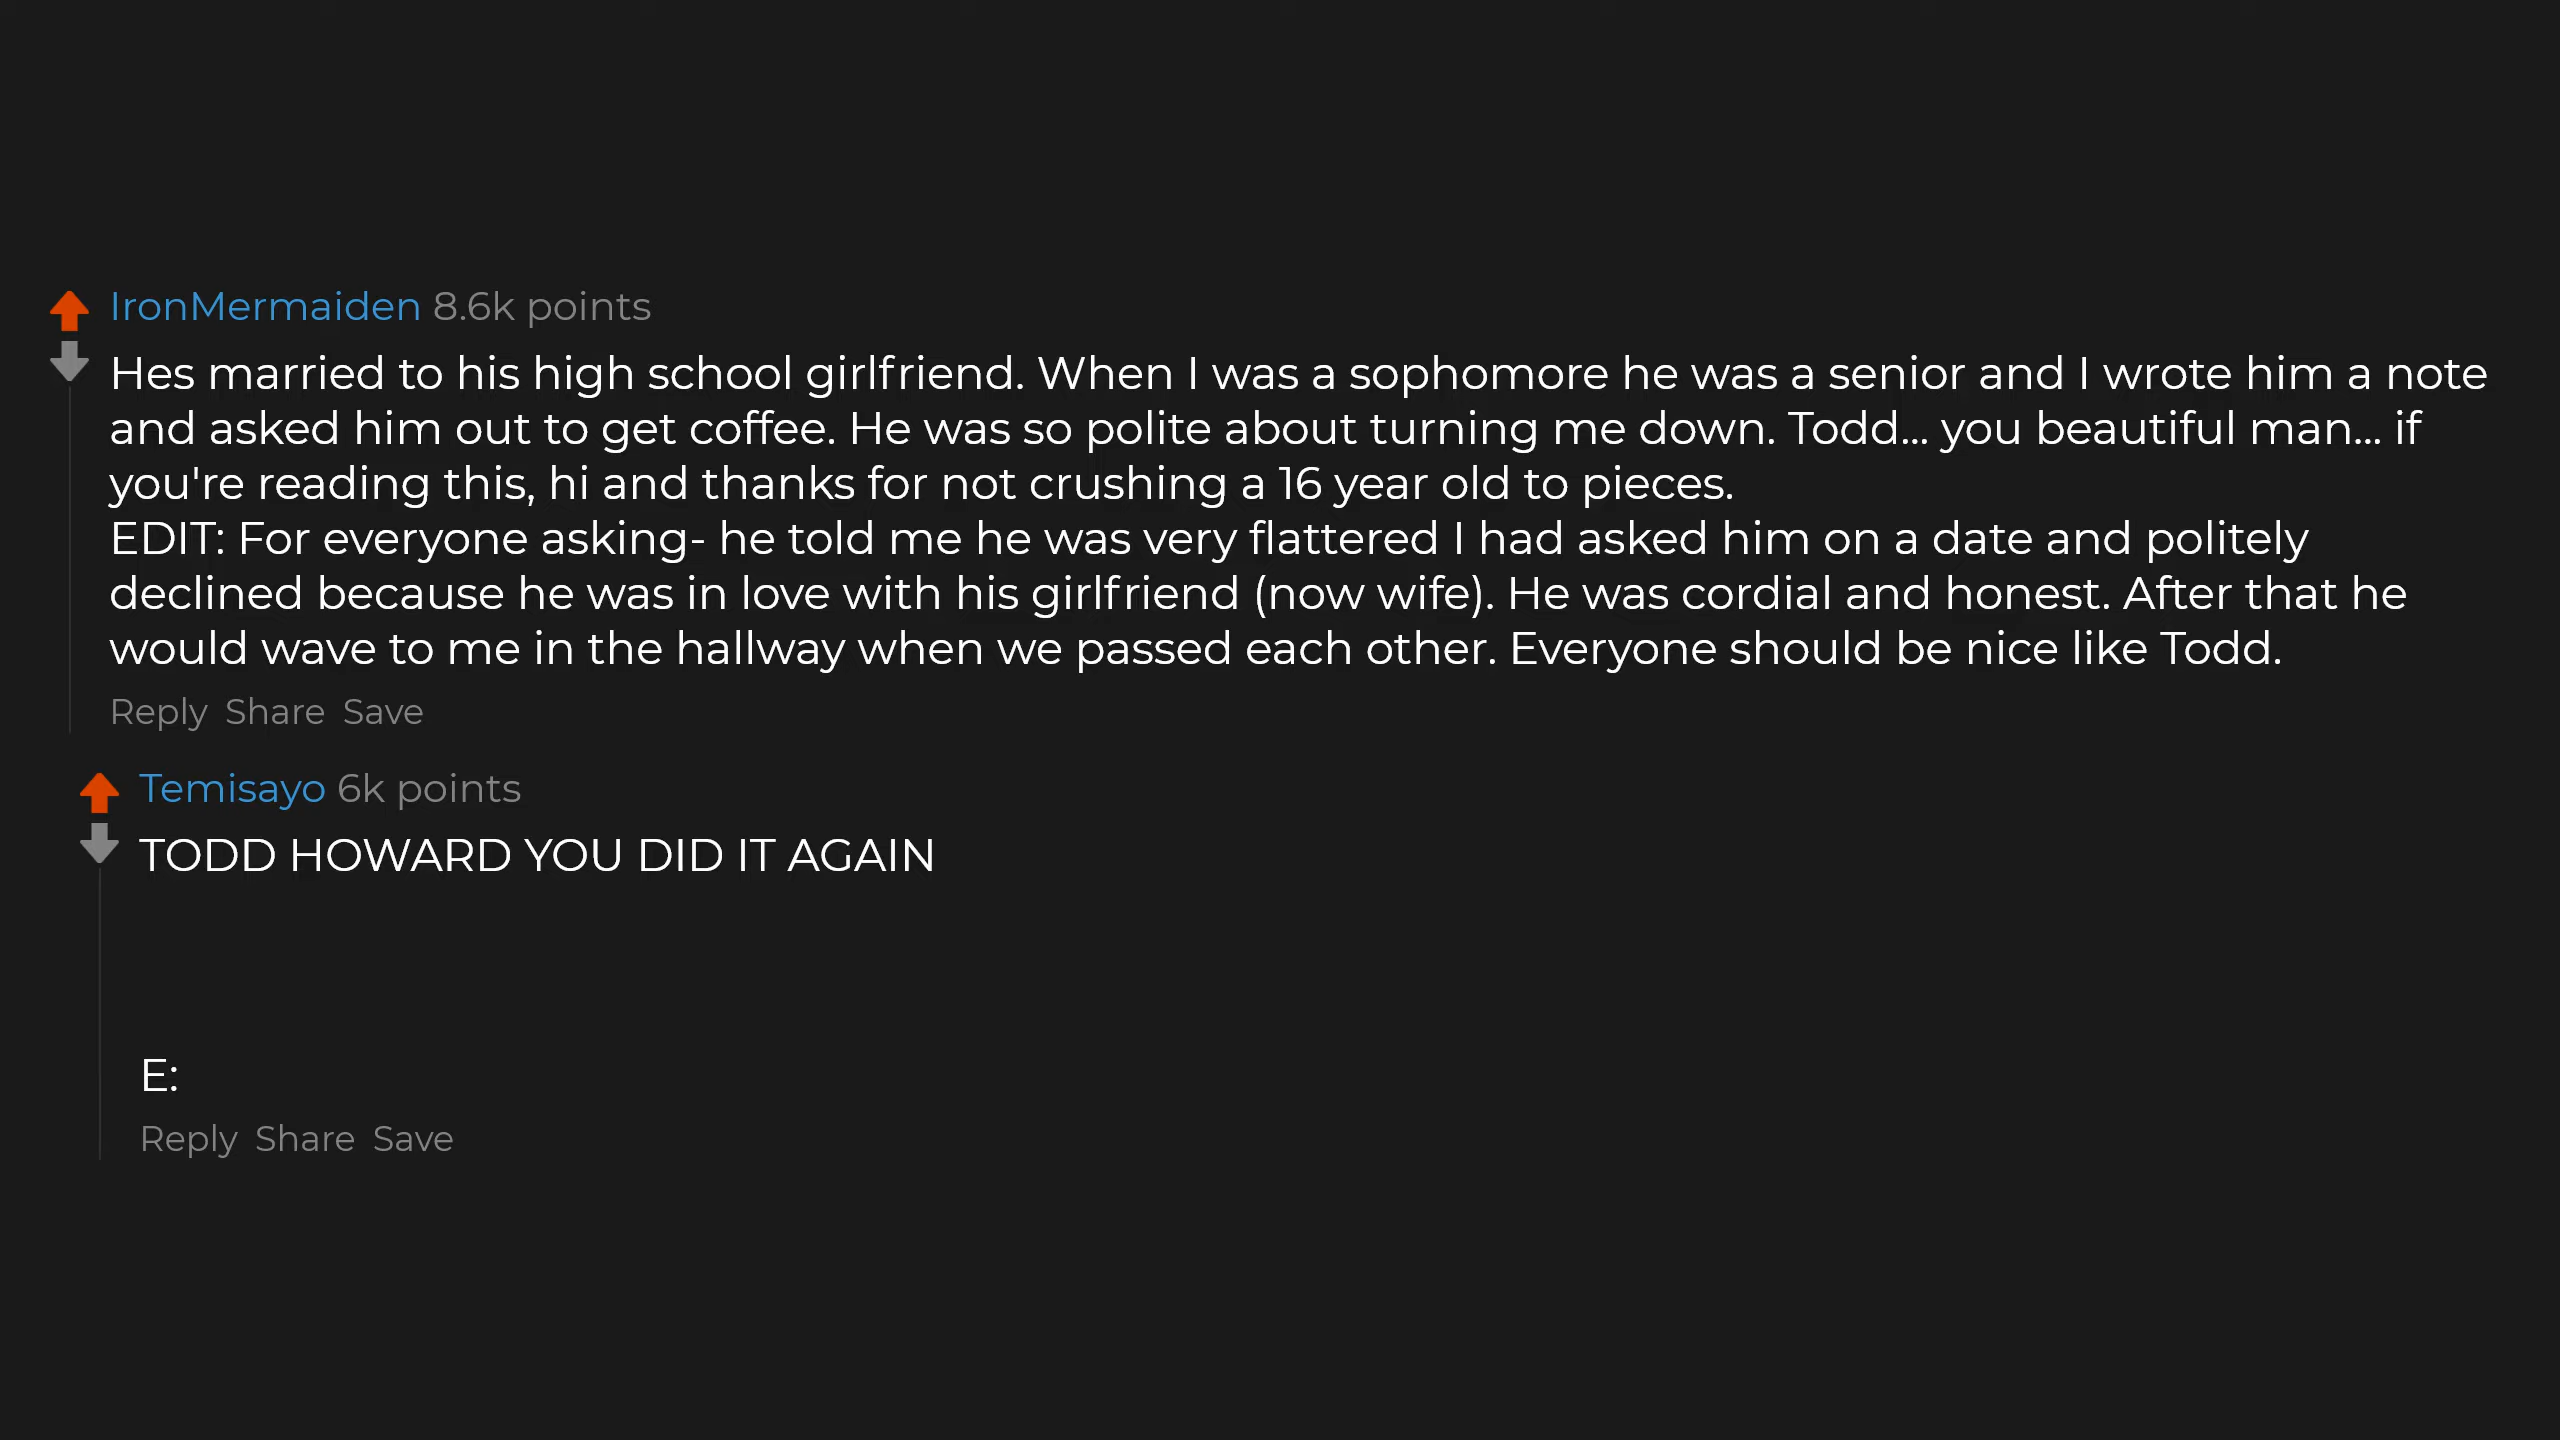 IronMermaiden 8.6k points
Hes married to his high school girlfriend. When I was a sophomore he was a senior and I wrote him a note
and asked him out to get coffee. He was so polite about turning me down. Todd... you beautiful man... if
you're reading this, hi and thanks for not crushing a 16 year old to pieces.
EDIT: For everyone asking- he told me he was very flattered I had asked him on a date and politely
declined because he was in love with his girlfriend (now wife). He was cordial and honest. After that he
would wave to me in the hallway when we passed each other. Everyone should be nice like Todd.
Reply Share Save
Temisayo 6k points
TODD HOWARD YOU DID IT AGAIN
E:
Reply Share Save